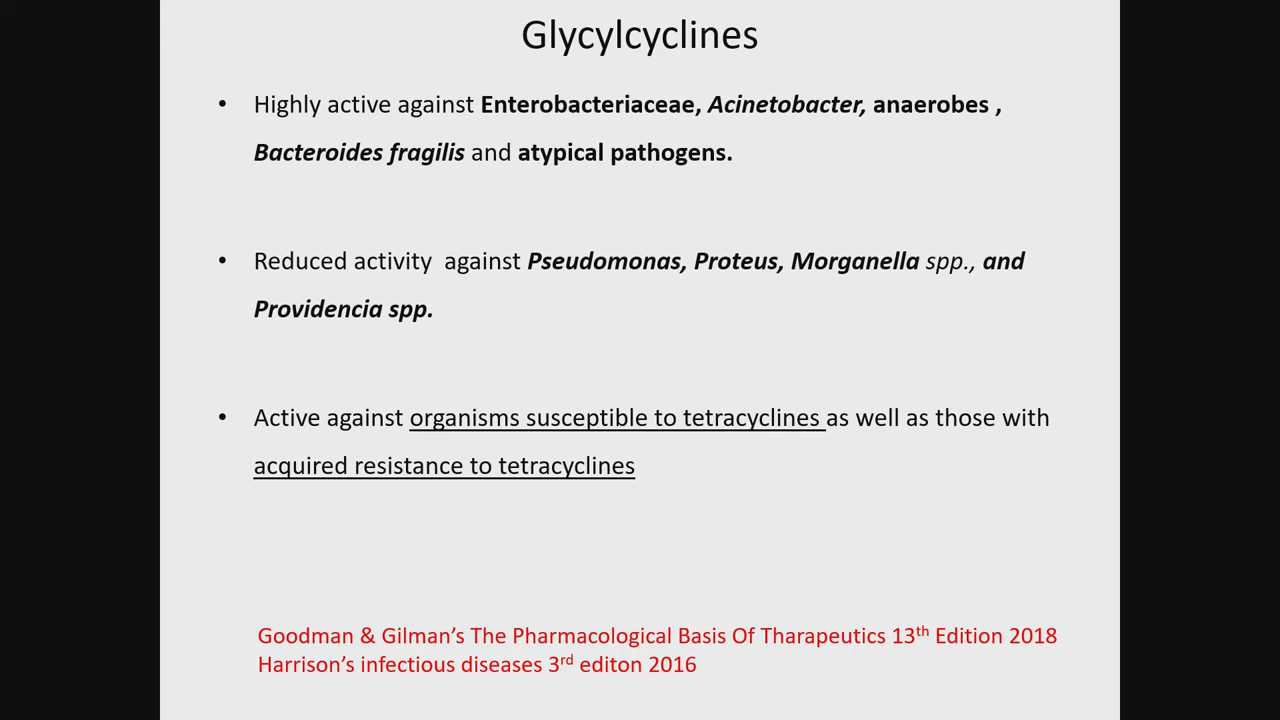 Glycylcyclines
• Highly active against Enterobacteriaceae, Acinetobacter, anaerobes ,
Bacteroides fragilis and atypical pathogens.
• Reduced activity  against Pseudomonas, Proteus, Morganella spp., and
Providencia spp.
• Active against organisms susceptible to tetracyclines as well as those with
acquired resistance to tetracyclines
Goodman & Gilman’s The Pharmacological Basis Of Tharapeutics 13th Edition 2018
Harrison’s infectious diseases 3rd editon 2016